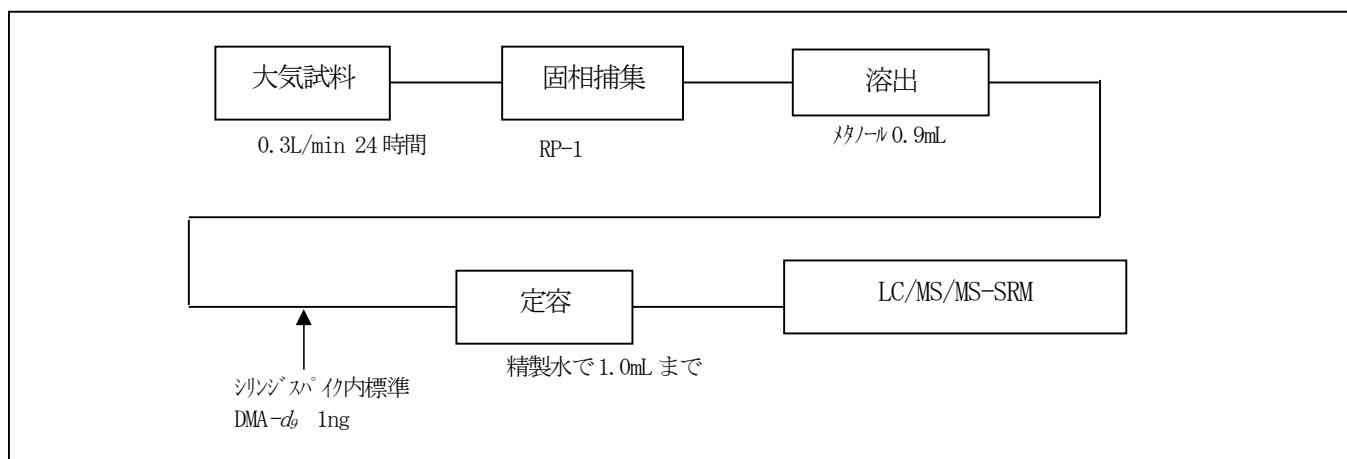 大気試料
固相捕集
溶出
0.3L/min 24時間
RP-1
メタノール0.9mL
定容
LC/MS/MS-SRM
精製水で1.0mLまで
シリンジスパイク内標準
DMA-d9 1ng